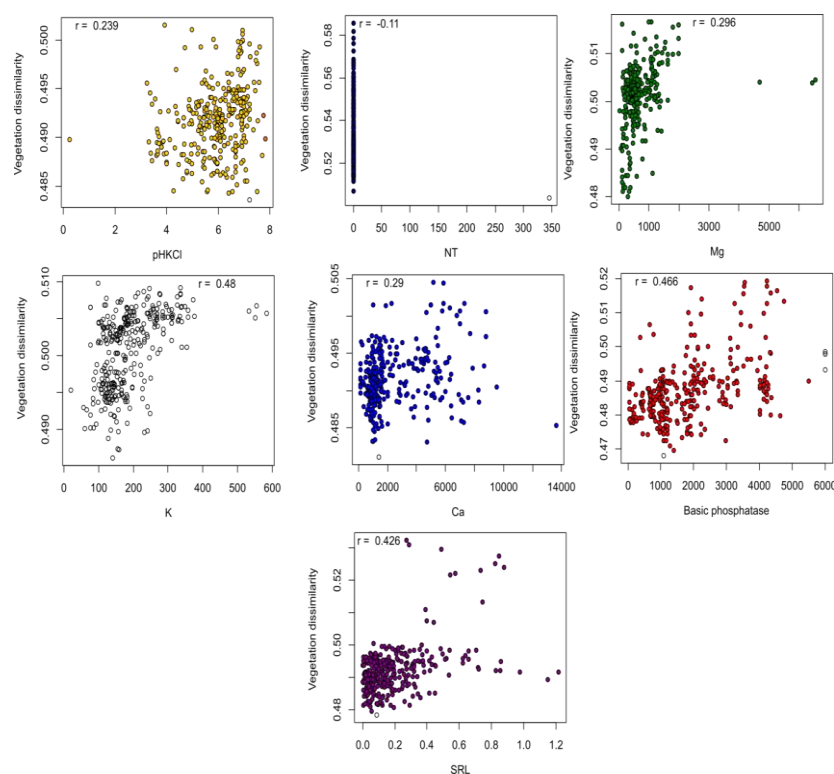 r = 0.239
Vegetation dissimilarity
0.485 0.490 0.495 0.500
0 2 4 6 8
pHKCl
r = -0.11
Vegetation dissimilarity
0.52 0.54 0.56 0.58
0 50 100 150 200 250 300 350
NT
r = 0.296
Vegetation dissimilarity
0.48 0.49 0.50 0.51
0 1000 3000 5000
Mg
r = 0.48
Vegetation dissimilarity
0.490 0.500 0.510
0 100 200 300 400 500 600
K
r = 0.29
Vegetation dissimilarity
0.485 0.495 0.505
0 2000 6000 10000 14000
Ca
r = 0.466
Vegetation dissimilarity
0.47 0.48 0.49 0.50 0.51 0.52
0 1000 2000 3000 4000 5000 6000
Basic phosphatase
r = 0.426
Vegetation dissimilarity
0.48 0.50 0.52
0.0 0.2 0.4 0.6 0.8 1.0 1.2
SRL